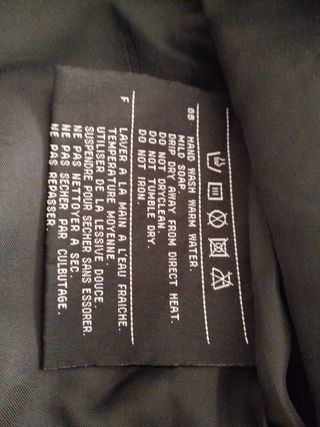 GB- HAND WASH WARM WATER.
MILD SOAP.
DRIP DRY AWAY FROM DIRECT HEAT.
DO NOT DRYCLEAN.
DO NOT TUMBLE DRY.
DO NOT IRON.
F LAVER A LA MAIN A L'EAU FRAICHE.
TEMPERATURE MOYENNE.
UTILISER DE LA LESSIVE DOUCE.
SUSPENDRE POUR SECHER SANS ESSORER.
NE PAS NETTOYER A SEC.
NE PAS SECHER PAR CULBUTAGE.
NE PAS REPASSER.